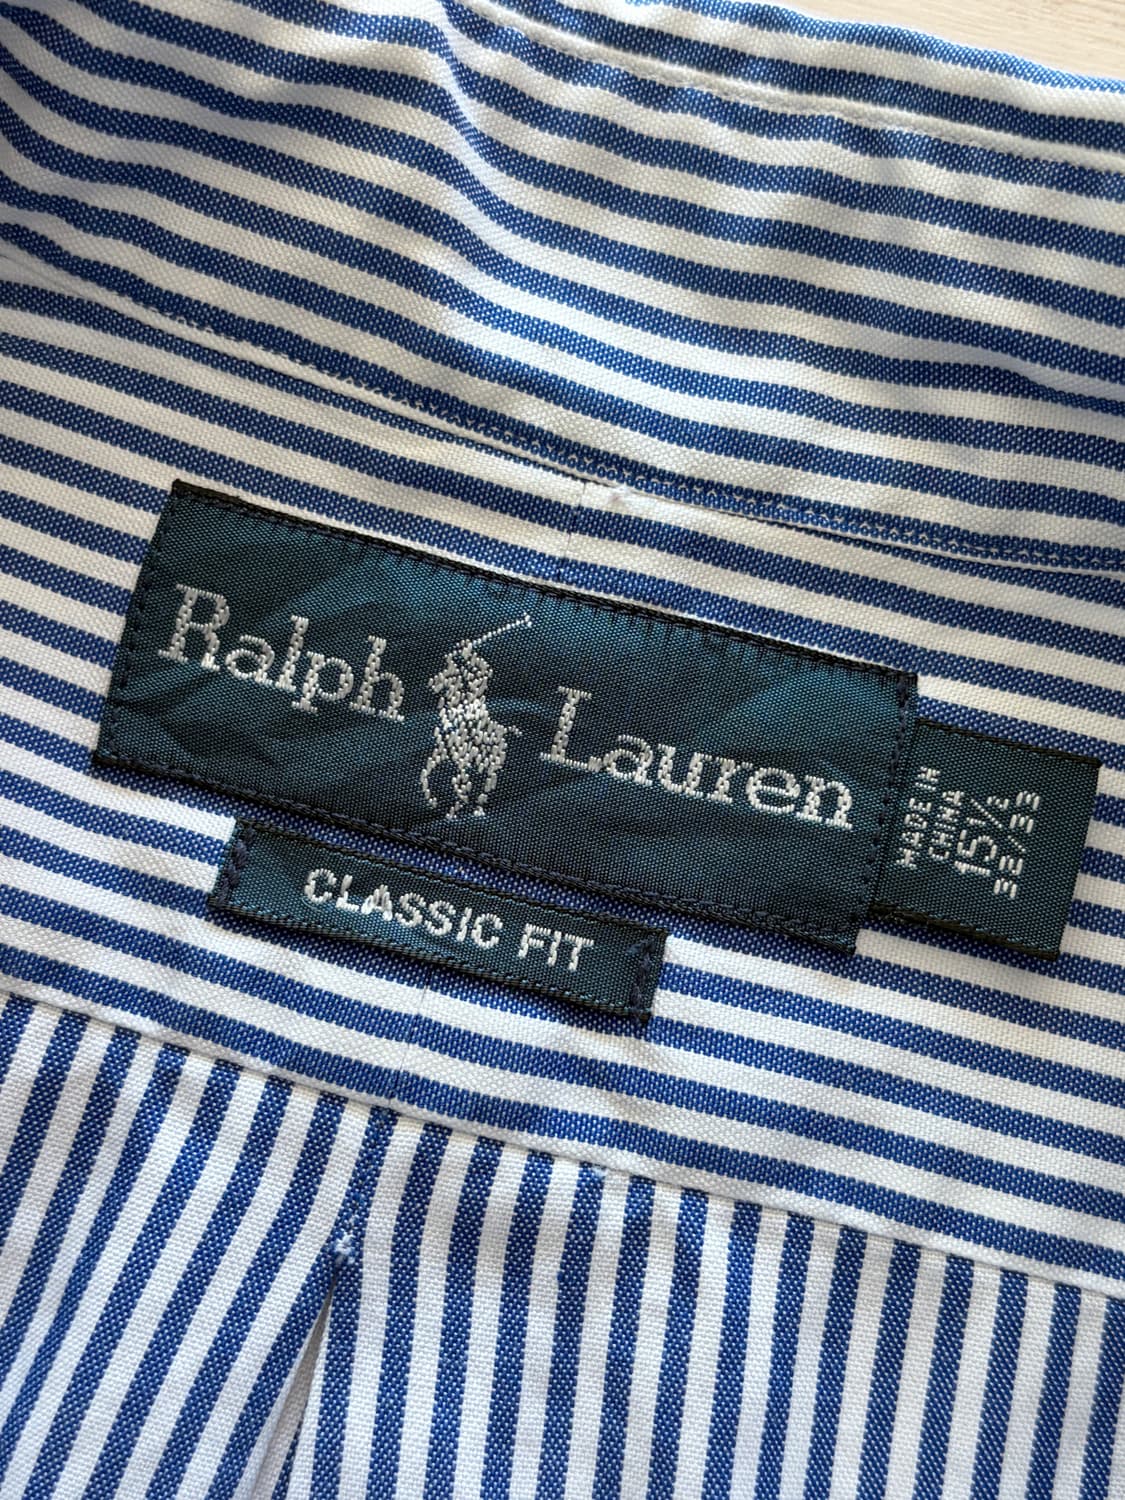 Ralph Lauren
CLASSIC FIT
MADE IN
CHINA
15½
32/33